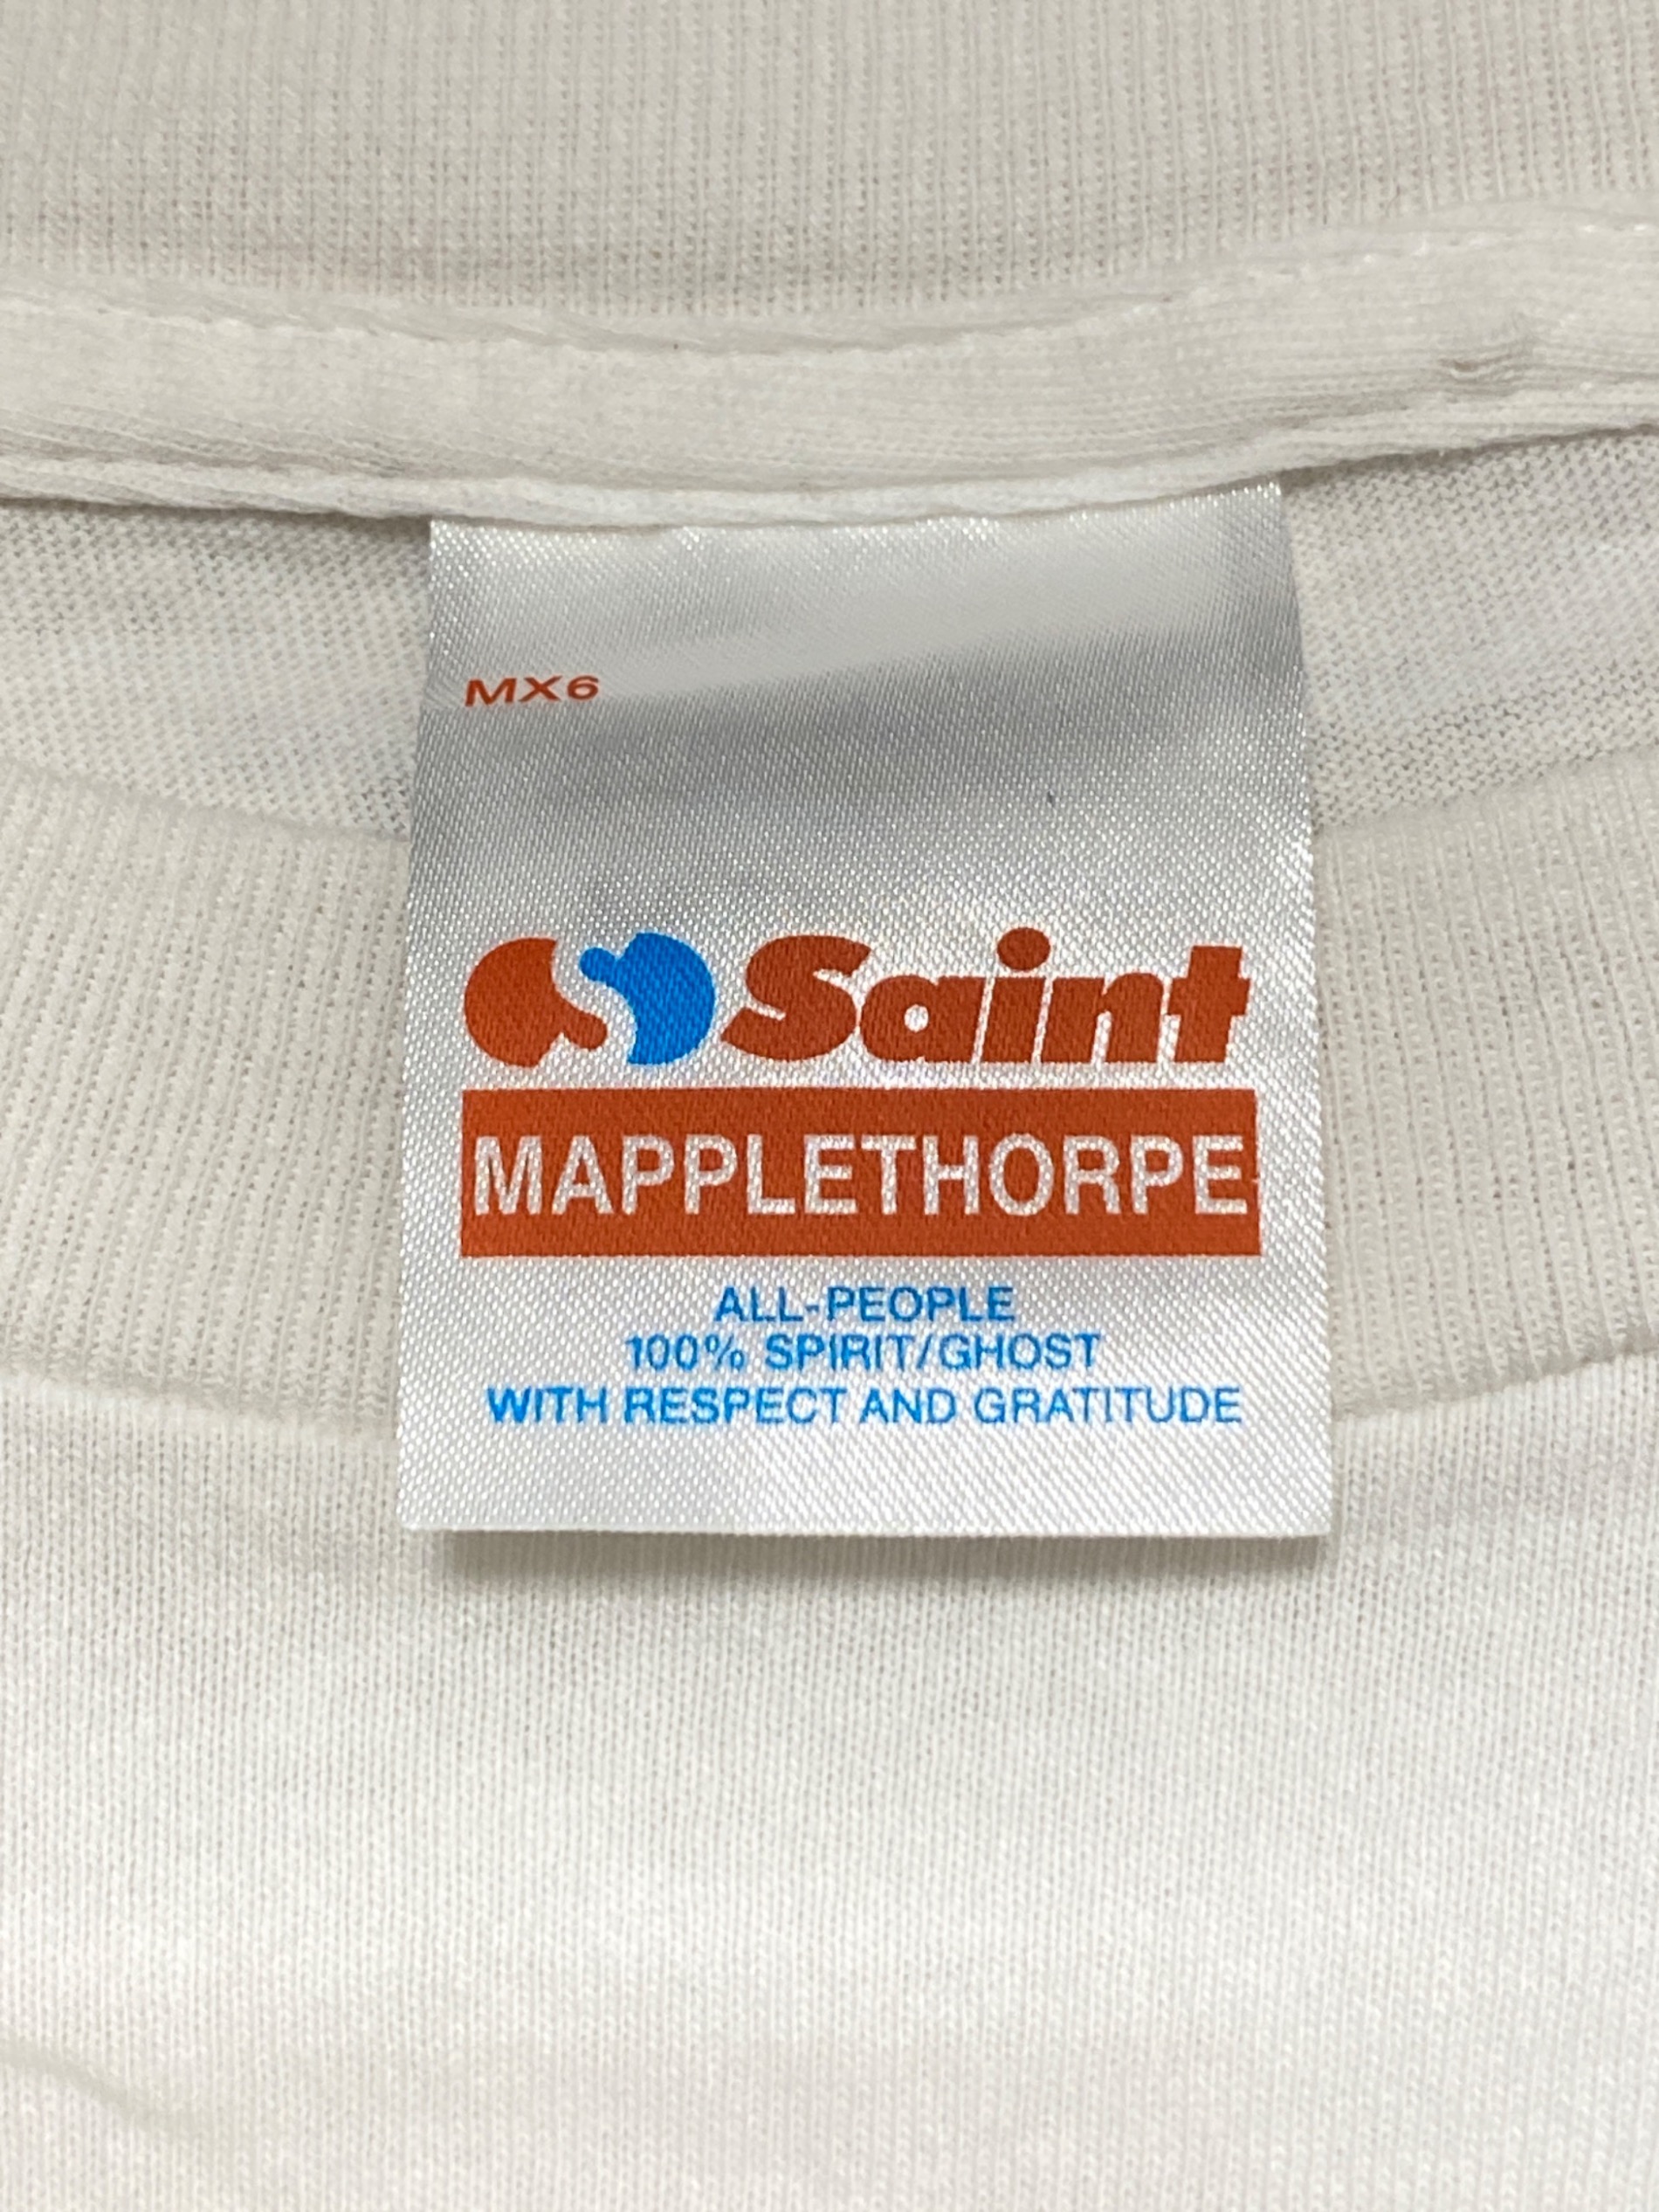 MX6
Saint
MAPPLETHORPE
ALL-PEOPLE
100% SPIRIT/GHOST
WITH RESPECT AND GRATITUDE